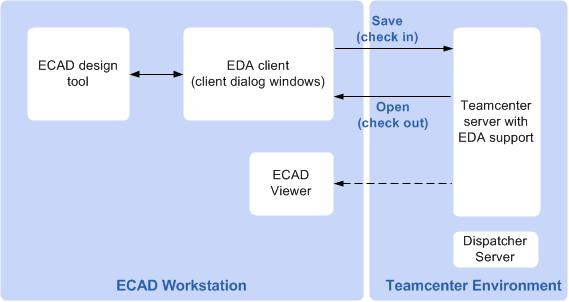 ECAD design
tool
EDA client
(client dialog windows)
Save
(check in)
Open
(check out)
Teamcenter
server with
EDA support
ECAD
Viewer
Dispatcher
Server
ECAD Workstation
Teamcenter Environment